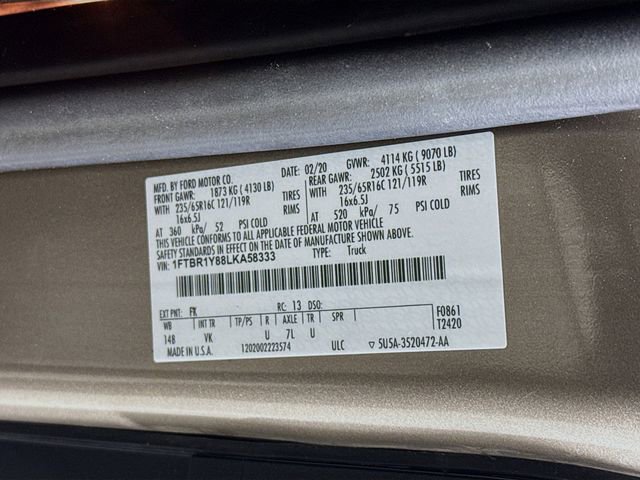 MFD. BY FORD MOTOR CO. DATE: 02/20 GVWR: 4114 KG ( 9070 LB)
FRONT GAWR: 1873 KG ( 4130 LB) REAR GAWR: 2502 KG ( 5515 LB)
WITH 235/65R16C 121/119R TIRES WITH 235/65R16C 121/119R TIRES
16x6.5J RIMS 16x6.5J RIMS
AT 360 kPa/ 52 PSI COLD AT 520 kPa/ 75 PSI COLD
THIS VEHICLE CONFORMS TO ALL APPLICABLE FEDERAL MOTOR VEHICLE
SAFETY STANDARDS IN EFFECT ON THE DATE OF MANUFACTURE SHOWN ABOVE.
VIN: 1FTBR1Y88LKA58333 TYPE: Truck
EXT PNT: FK RC: 13 DSO: F0861
WB INT TR TP/PS R AXLE TR SPR T2420
148 VK U 7L U
MADE IN U.S.A. 1202002223574 ULC ▽ 5U5A-3520472-AA